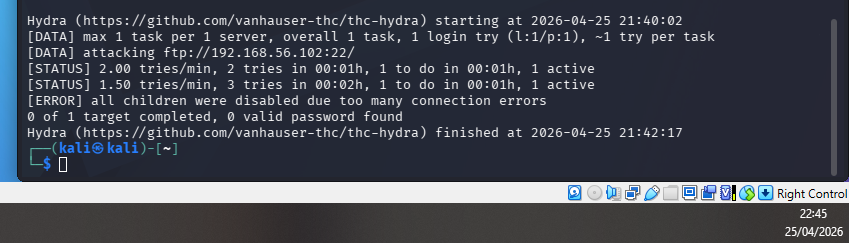 Hydra (https://github.com/vanhauser-thc/thc-hydra) starting at 2026-04-25 21:40:02
[DATA] max 1 task per 1 server, overall 1 task, 1 login try (l:1/p:1), ~1 try per task
[DATA] attacking ftp://192.168.56.102:22/
[STATUS] 2.00 tries/min, 2 tries in 00:01h, 1 to do in 00:01h, 1 active
[STATUS] 1.50 tries/min, 3 tries in 00:02h, 1 to do in 00:01h, 1 active
[ERROR] all children were disabled due too many connection errors
0 of 1 target completed, 0 valid password found
Hydra (https://github.com/vanhauser-thc/thc-hydra) finished at 2026-04-25 21:42:17
┌──(kali㉿kali)-[~]
└─$
Right Control
22:45
25/04/2026